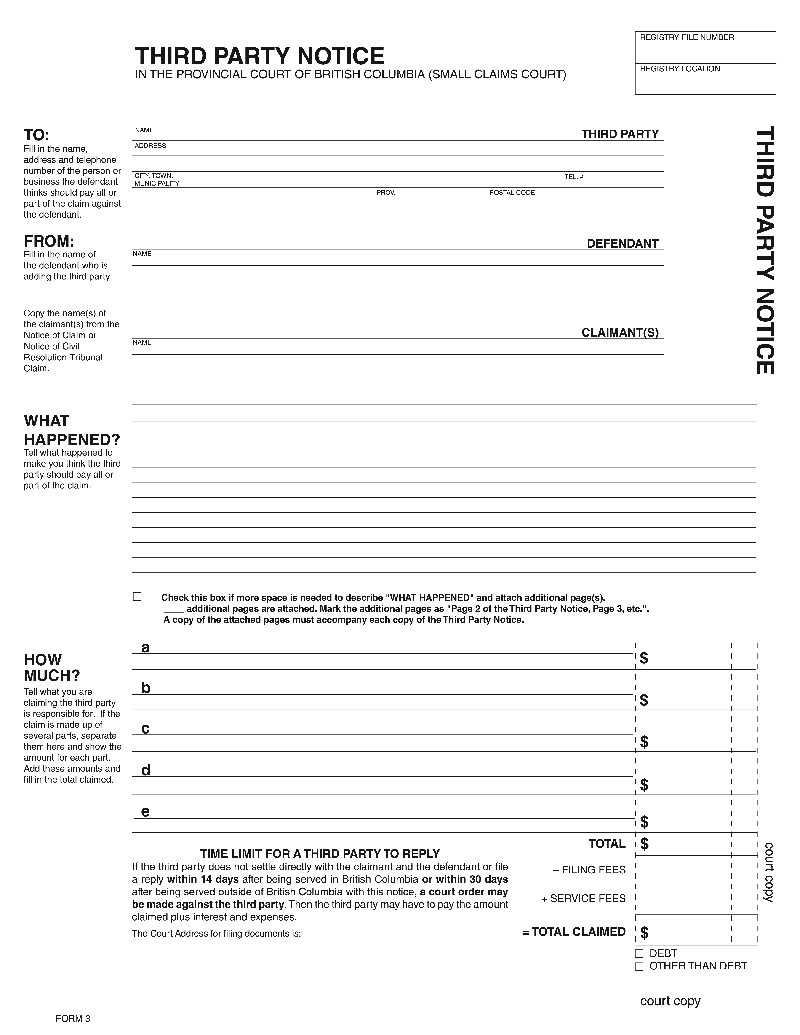 THIRD PARTY NOTICE
IN THE PROVINCIAL COURT OF BRITISH COLUMBIA (SMALL CLAIMS COURT)
REGISTRY FILE NUMBER
REGISTRY LOCATION
THIRD PARTY NOTICE
TO:
Fill in the name,
address and telephone
number of the person or
business the defendant
thinks should pay all or
part of the claim against
the defendant.
NAME
THIRD PARTY
ADDRESS
CITY, TOWN,
MUNICIPALITY
TEL. #
PROV.
POSTAL CODE
FROM:
Fill in the name of
the defendant who is
adding the third party
DEFENDANT
NAME
Copy the name(s) of
the claimant(s) from the
Notice of Claim or
Notice of Civil
Resolution Tribunal
Claim.
CLAIMANT(S)
NAME
WHAT
HAPPENED?
Tell what happened to
make you think the third
party should pay all or
part of the claim.
☐ Check this box if more space is needed to describe "WHAT HAPPENED" and attach additional page(s).
____ additional pages are attached. Mark the additional pages as "Page 2 of the Third Party Notice, Page 3, etc.".
A copy of the attached pages must accompany each copy of the Third Party Notice.
HOW
MUCH?
Tell what you are
claiming the third party
is responsible for. If the
claim is made up of
several parts, separate
them here and show the
amount for each part.
Add these amounts and
fill in the total claimed.
a
$
b
$
c
$
d
$
e
$
TOTAL $
TIME LIMIT FOR A THIRD PARTY TO REPLY
If the third party does not settle directly with the claimant and the defendant or file
a reply within 14 days after being served in British Columbia or within 30 days
after being served outside of British Columbia with this notice, a court order may
be made against the third party. Then the third party may have to pay the amount
claimed plus interest and expenses.
The Court Address for filing documents is:
– FILING FEES
+ SERVICE FEES
= TOTAL CLAIMED $
☐ DEBT
☐ OTHER THAN DEBT
court copy
court copy
FORM 3